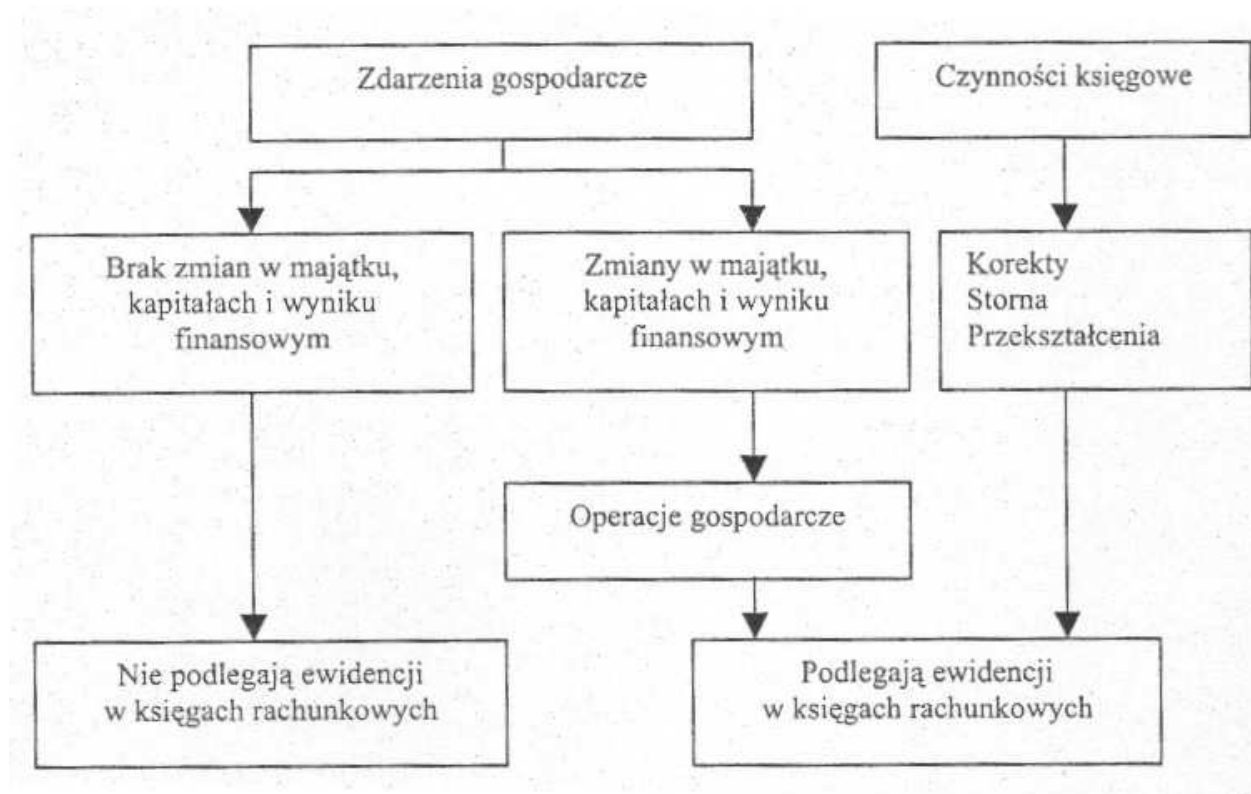 Zdarzenia gospodarcze
Czynności księgowe
Brak zmian w majątku,
kapitałach i wyniku
finansowym
Zmiany w majątku,
kapitałach i wyniku
finansowym
Korekty
Storna
Przekształcenia
Operacje gospodarcze
Nie podlegają ewidencji
w księgach rachunkowych
Podlegają ewidencji
w księgach rachunkowych